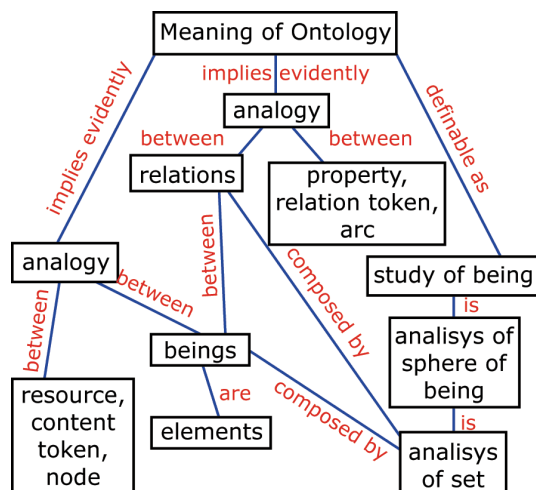 Meaning of Ontology
implies evidently
implies evidently
definable as
analogy
between
between
relations
property,
relation token,
arc
analogy
between
between
between
composed by
study of being
is
analisys of
sphere of
being
is
beings
are
composed by
resource,
content
token,
node
elements
analisys
of set